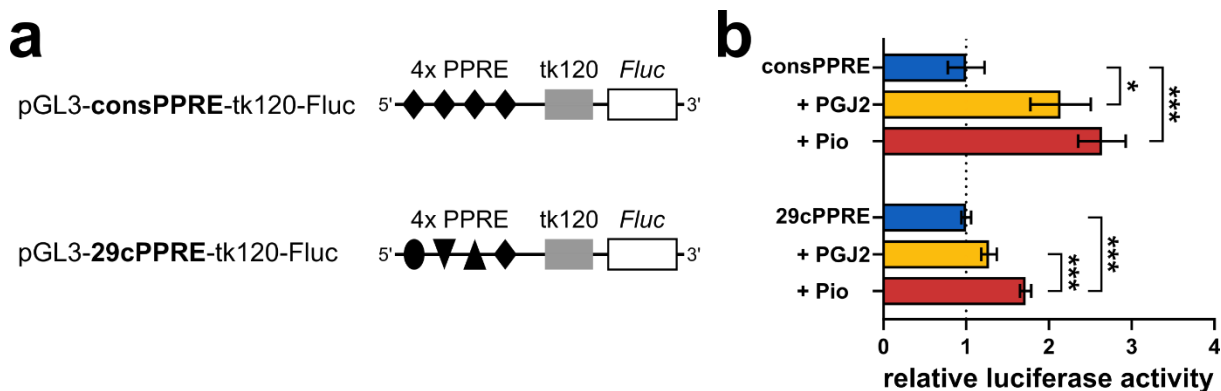 a
4x PPRE tk120 Fluc
pGL3-consPPRE-tk120-Fluc 5' 3'
4x PPRE tk120 Fluc
pGL3-29cPPRE-tk120-Fluc 5' 3'
b
consPPRE
+ PGJ2
+ Pio
*
***
29cPPRE
+ PGJ2
+ Pio
***
***
0 1 2 3 4
relative luciferase activity